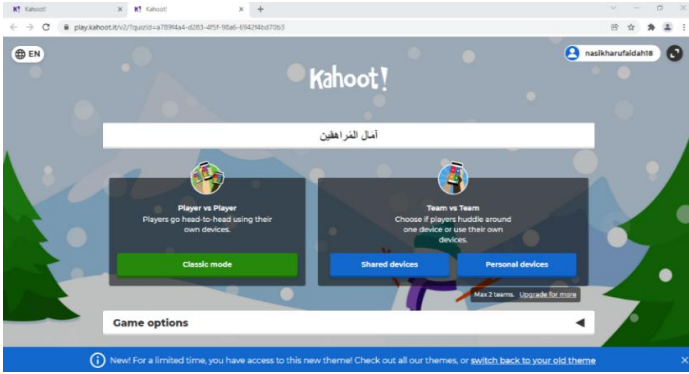 Kahoot!
Kahoot!
play.kahoot.it/v2/?quizId=a789f4a4-d283-4f5f-98a6-6942f4bd70b3
EN
nasikharufaidah18
Kahoot!
آمال المُراهقين
Player vs Player
Players go head-to-head using their
own devices.
Classic mode
Team vs Team
Choose if players huddle around
one device or use their own
devices.
Shared devices
Personal devices
Max 2 teams. Upgrade for more
Game options
New! For a limited time, you have access to this new theme! Check out all our themes, or switch back to your old theme